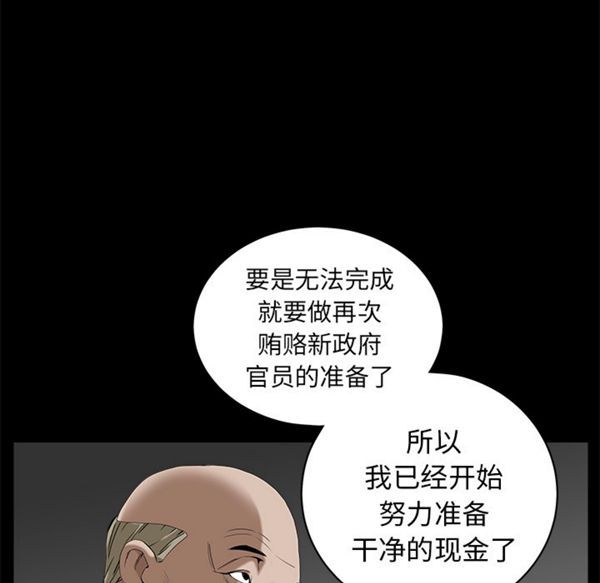 要是无法完成
就要做再次
贿赂新政府
官员的准备了
所以
我已经开始
努力准备
干净的现金了